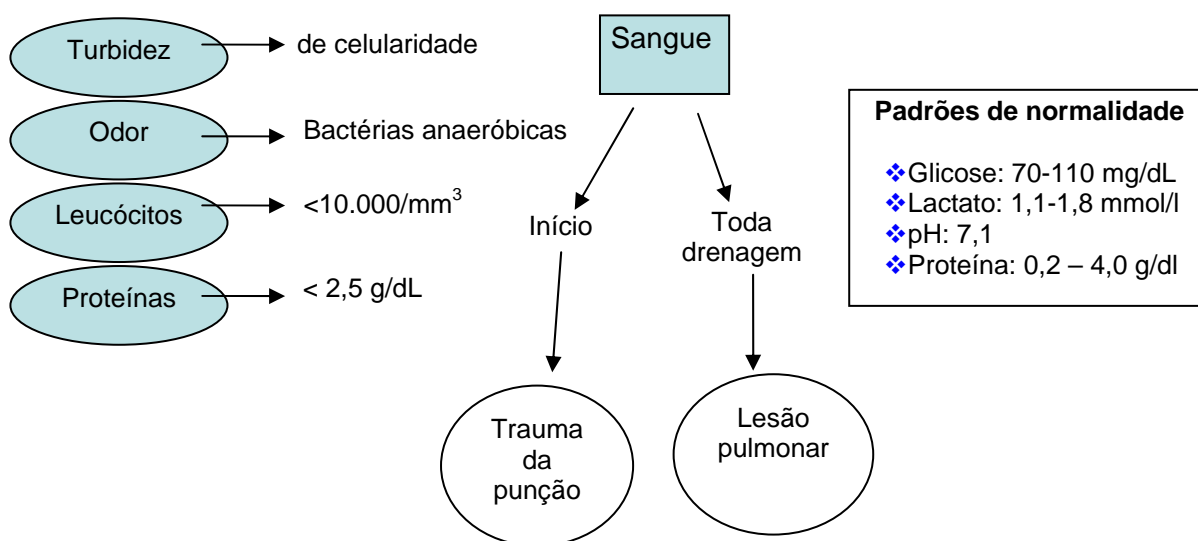 Turbidez
de celularidade
Odor
Bactérias anaeróbicas
Leucócitos
<10.000/mm³
Proteínas
< 2,5 g/dL
Sangue
Início
Toda
drenagem
Trauma
da
punção
Lesão
pulmonar
Padrões de normalidade
❖Glicose: 70-110 mg/dL
❖Lactato: 1,1-1,8 mmol/l
❖pH: 7,1
❖Proteína: 0,2 – 4,0 g/dl